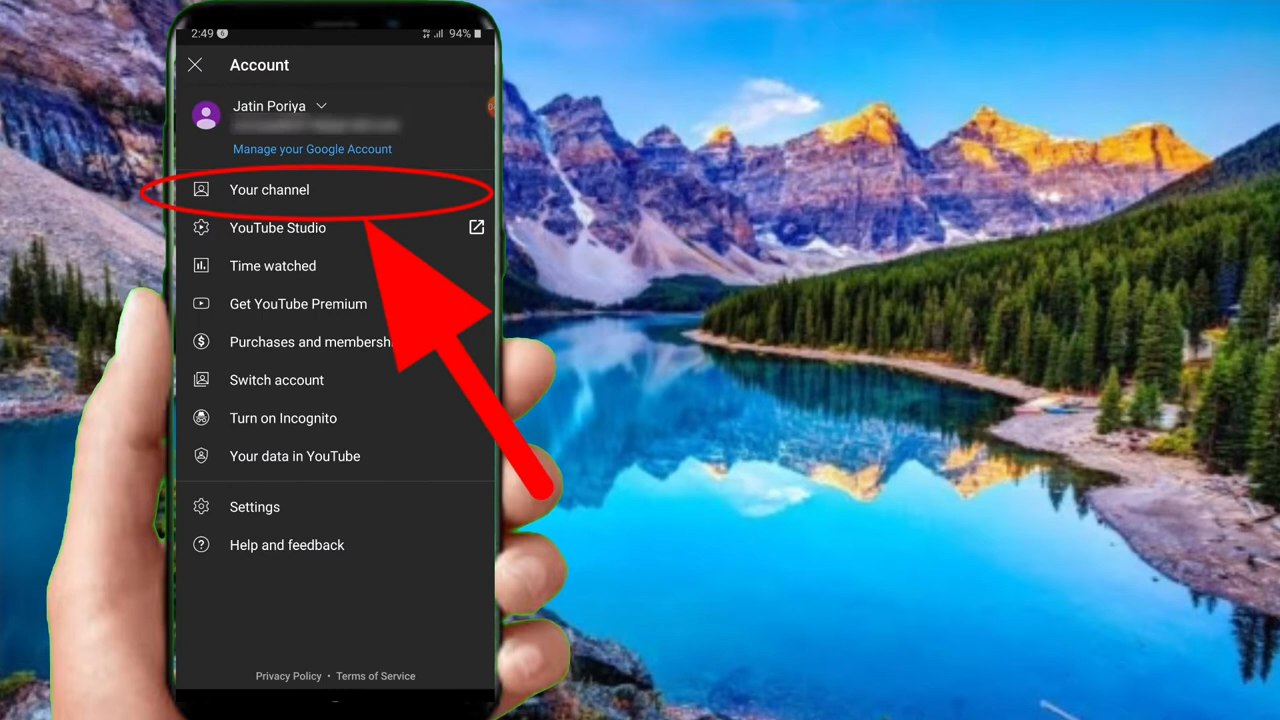 2:49 94%
Account
Jatin Poriya
Manage your Google Account
Your channel
YouTube Studio
Time watched
Get YouTube Premium
Purchases and
Switch account
Turn on Incognito
Your data in YouTube
Settings
Help and feedback
Privacy Policy • Terms of Service